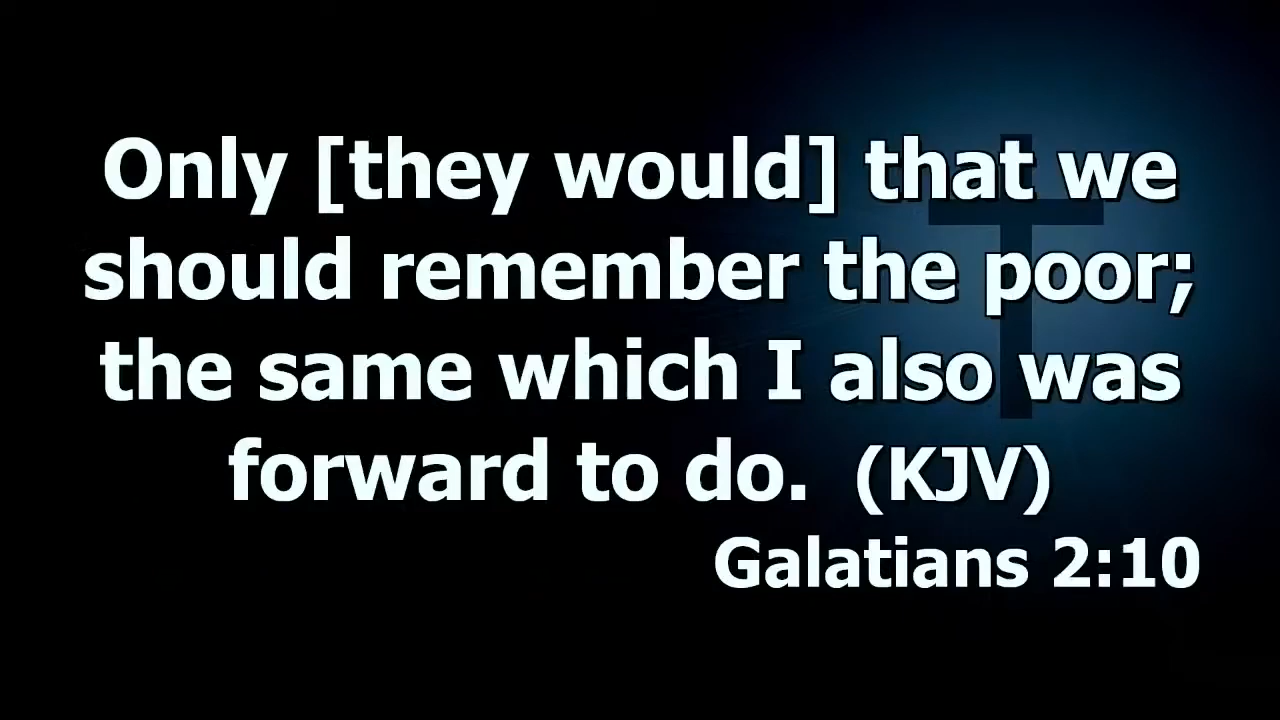 Only [they would] that we
should remember the poor;
the same which I also was
forward to do. (KJV)
Galatians 2:10